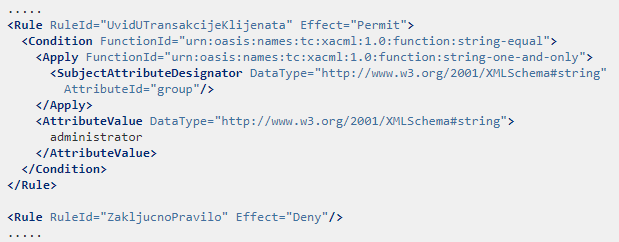 .....
<Rule RuleId="UvidUTransakcijeKlijenata" Effect="Permit">
<Condition FunctionId="urn:oasis:names:tc:xacml:1.0:function:string-equal">
<Apply FunctionId="urn:oasis:names:tc:xacml:1.0:function:string-one-and-only">
<SubjectAttributeDesignator DataType="http://www.w3.org/2001/XMLSchema#string"
AttributeId="group"/>
</Apply>
<AttributeValue DataType="http://www.w3.org/2001/XMLSchema#string">
administrator
</AttributeValue>
</Condition>
</Rule>
<Rule RuleId="ZakljucnoPravilo" Effect="Deny"/>
.....